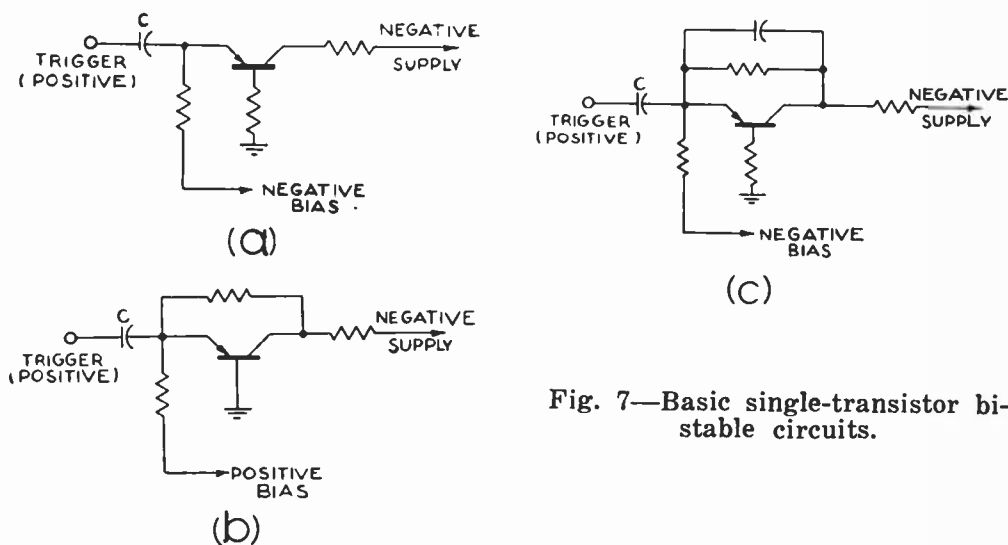 C
TRIGGER
(POSITIVE)
NEGATIVE
SUPPLY
NEGATIVE
BIAS .
(a)
C
TRIGGER
(POSITIVE)
NEGATIVE
SUPPLY
POSITIVE
BIAS
(b)
C
TRIGGER
(POSITIVE)
NEGATIVE
SUPPLY
NEGATIVE
BIAS
(c)
Fig. 7—Basic single-transistor bi-
stable circuits.